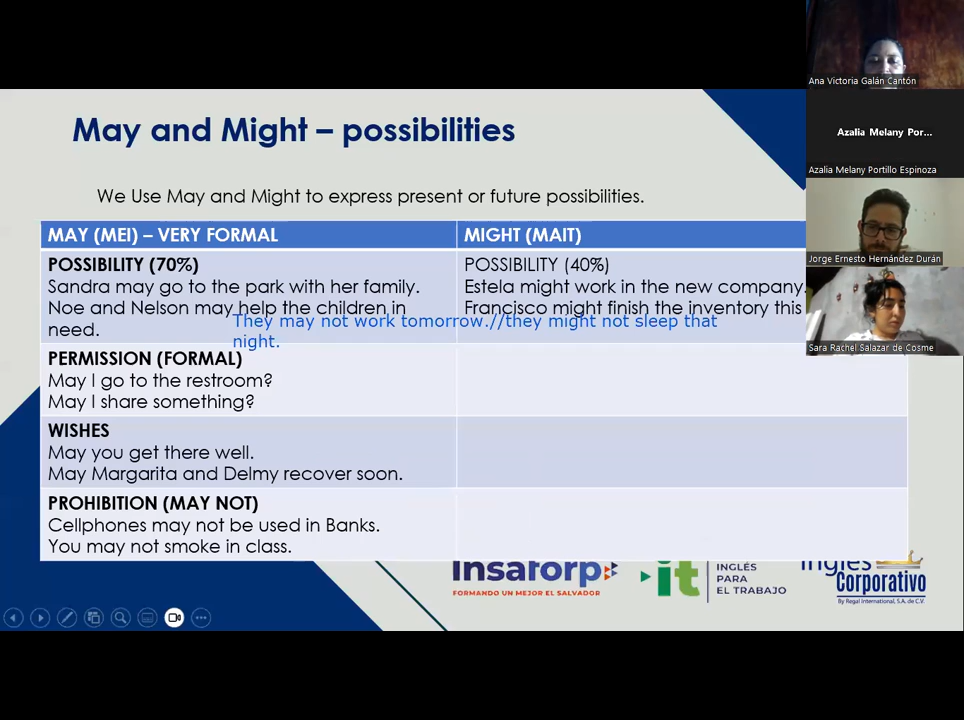 May and Might – possibilities
We Use May and Might to express present or future possibilities.
MAY (MEI) – VERY FORMAL
MIGHT (MAIT)
POSSIBILITY (70%)
Sandra may go to the park with her family.
Noe and Nelson may help the children in
need.
POSSIBILITY (40%)
Estela might work in the new company.
Francisco might finish the inventory this
They may not work tomorrow.//they might not sleep that
night.
PERMISSION (FORMAL)
May I go to the restroom?
May I share something?
WISHES
May you get there well.
May Margarita and Delmy recover soon.
PROHIBITION (MAY NOT)
Cellphones may not be used in Banks.
You may not smoke in class.
Insaforp
FORMANDO UN MEJOR EL SALVADOR
it
INGLÉS
PARA
EL TRABAJO
Inglés
Corporativo
By Regal International, S.A. de C.V.
Ana Victoria Galán Cantón
Azalia Melany Por...
Azalia Melany Portillo Espinoza
Jorge Ernesto Hernández Durán
Sara Rachel Salazar de Cosme